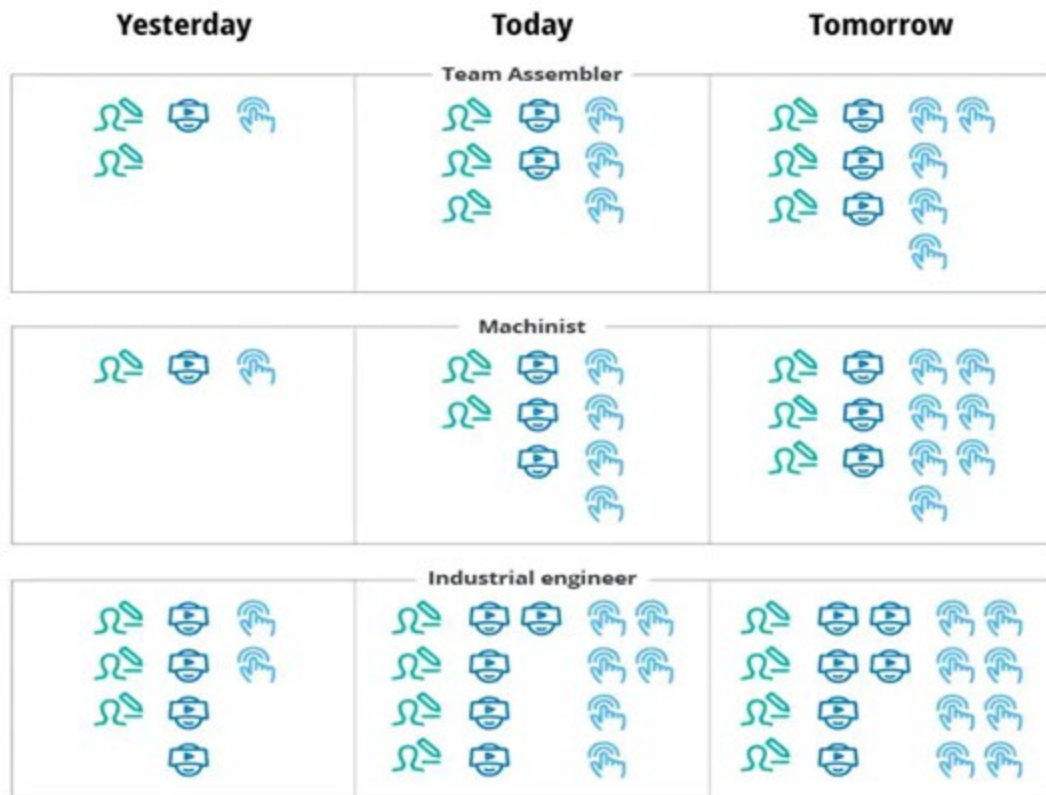 Yesterday Today Tomorrow
Team Assembler
Machinist
Industrial engineer